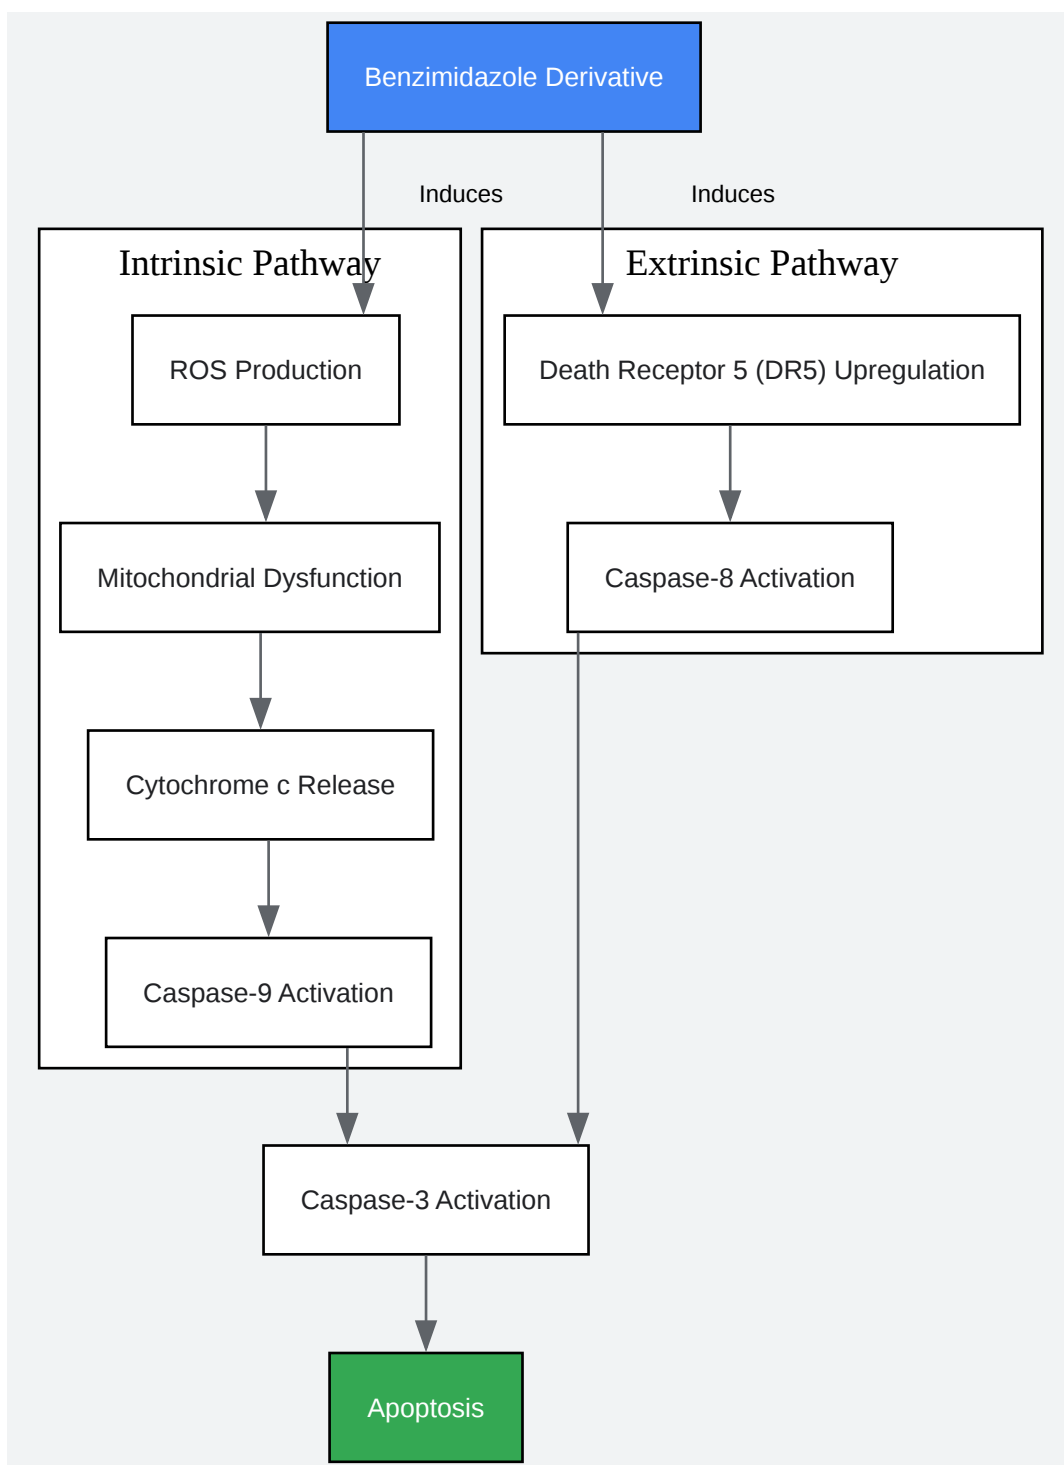 Benzimidazole Derivative
Induces
Induces
Intrinsic Pathway
Extrinsic Pathway
ROS Production
Death Receptor 5 (DR5) Upregulation
Mitochondrial Dysfunction
Caspase-8 Activation
Cytochrome c Release
Caspase-9 Activation
Caspase-3 Activation
Apoptosis